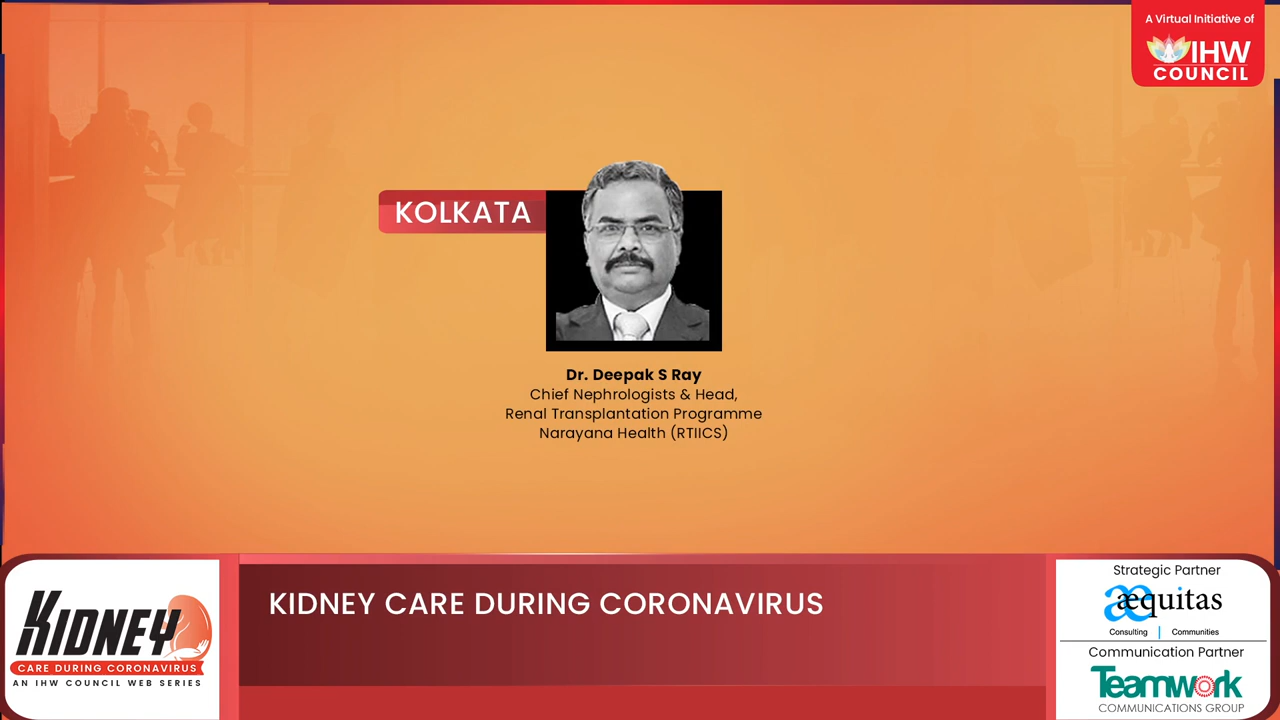 A Virtual Initiative of
IHW
COUNCIL
KOLKATA
Dr. Deepak S Ray
Chief Nephrologists & Head,
Renal Transplantation Programme
Narayana Health (RTIICS)
KIDNEY
CARE DURING CORONAVIRUS
AN IHW COUNCIL WEB SERIES
KIDNEY CARE DURING CORONAVIRUS
Strategic Partner
æquitas
Consulting | Communities
Communication Partner
Teamwork
COMMUNICATIONS GROUP